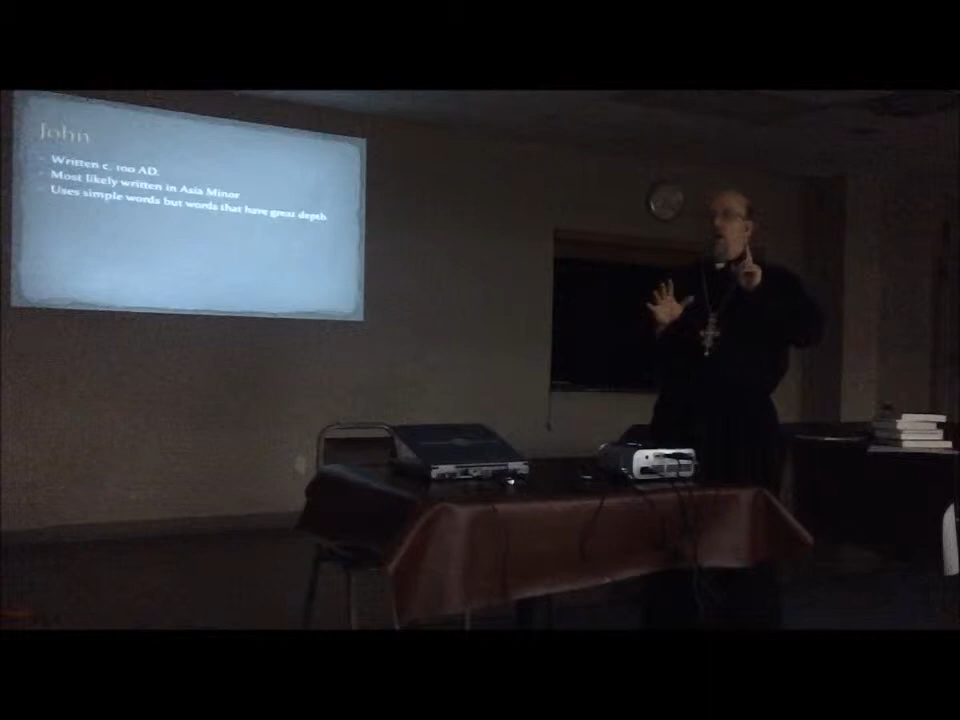 John
Written c. 100 AD.
Most likely written in Asia Minor
Uses simple words but words that have great depth